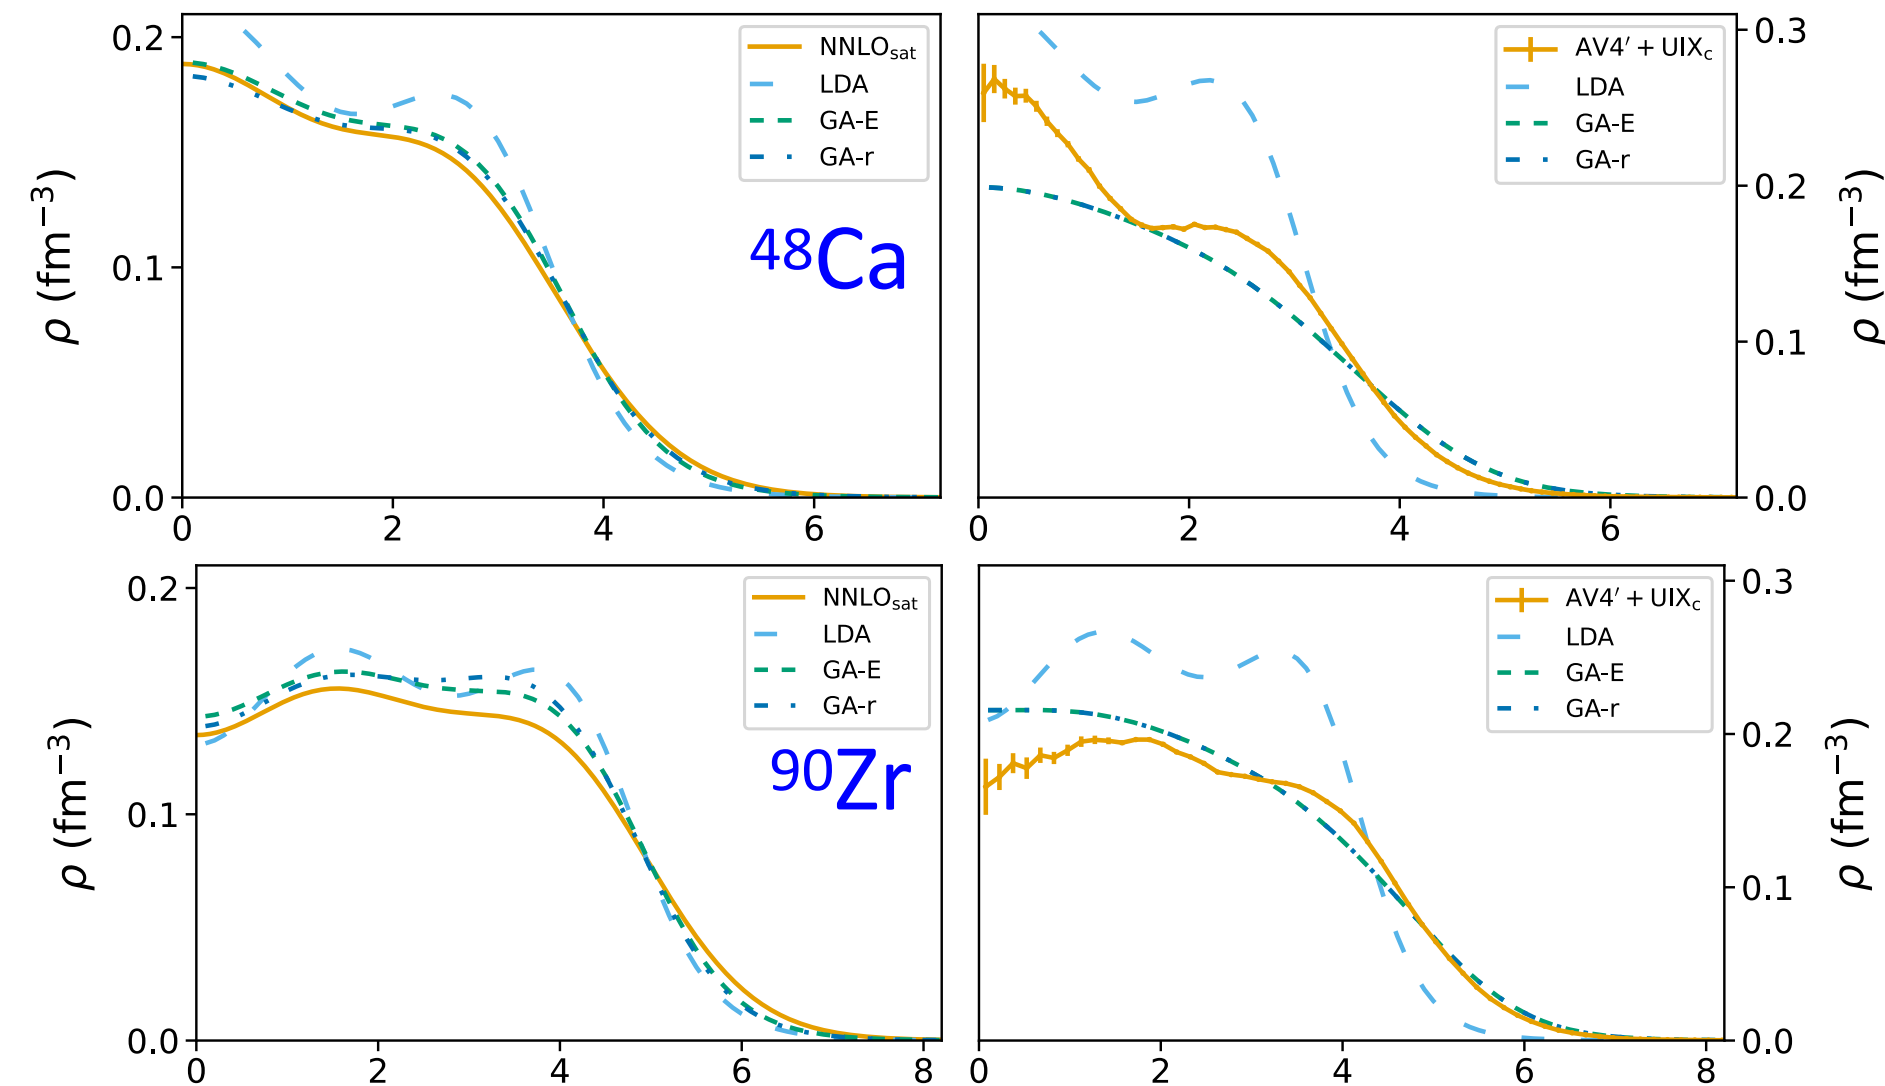 0.2
0.1
0.0
ρ (fm⁻³)
NNLOₛₐₜ
LDA
GA-E
GA-r
⁴⁸Ca
0 2 4 6
AV4′ + UIX_c
LDA
GA-E
GA-r
0.3
0.2
0.1
0.0
ρ (fm⁻³)
0 2 4 6
0.2
0.1
0.0
ρ (fm⁻³)
NNLOₛₐₜ
LDA
GA-E
GA-r
⁹⁰Zr
0 2 4 6 8
AV4′ + UIX_c
LDA
GA-E
GA-r
0.3
0.2
0.1
0.0
ρ (fm⁻³)
0 2 4 6 8